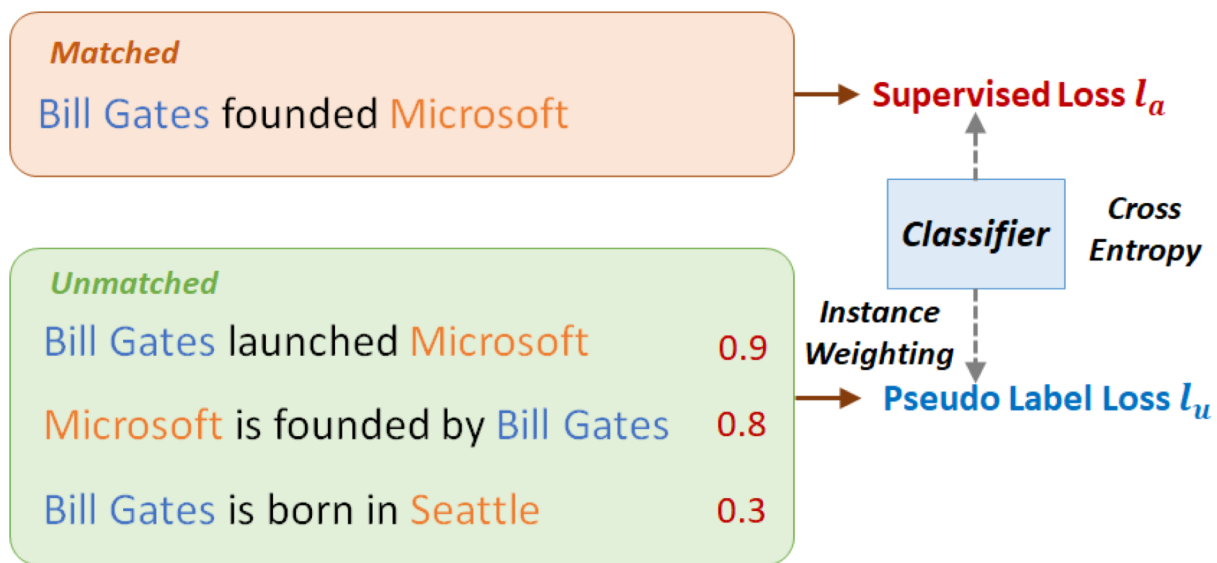 Matched
Bill Gates founded Microsoft
Supervised Loss lₐ
Classifier
Cross
Entropy
Unmatched
Bill Gates launched Microsoft 0.9
Microsoft is founded by Bill Gates 0.8
Bill Gates is born in Seattle 0.3
Instance
Weighting
Pseudo Label Loss lᵤ